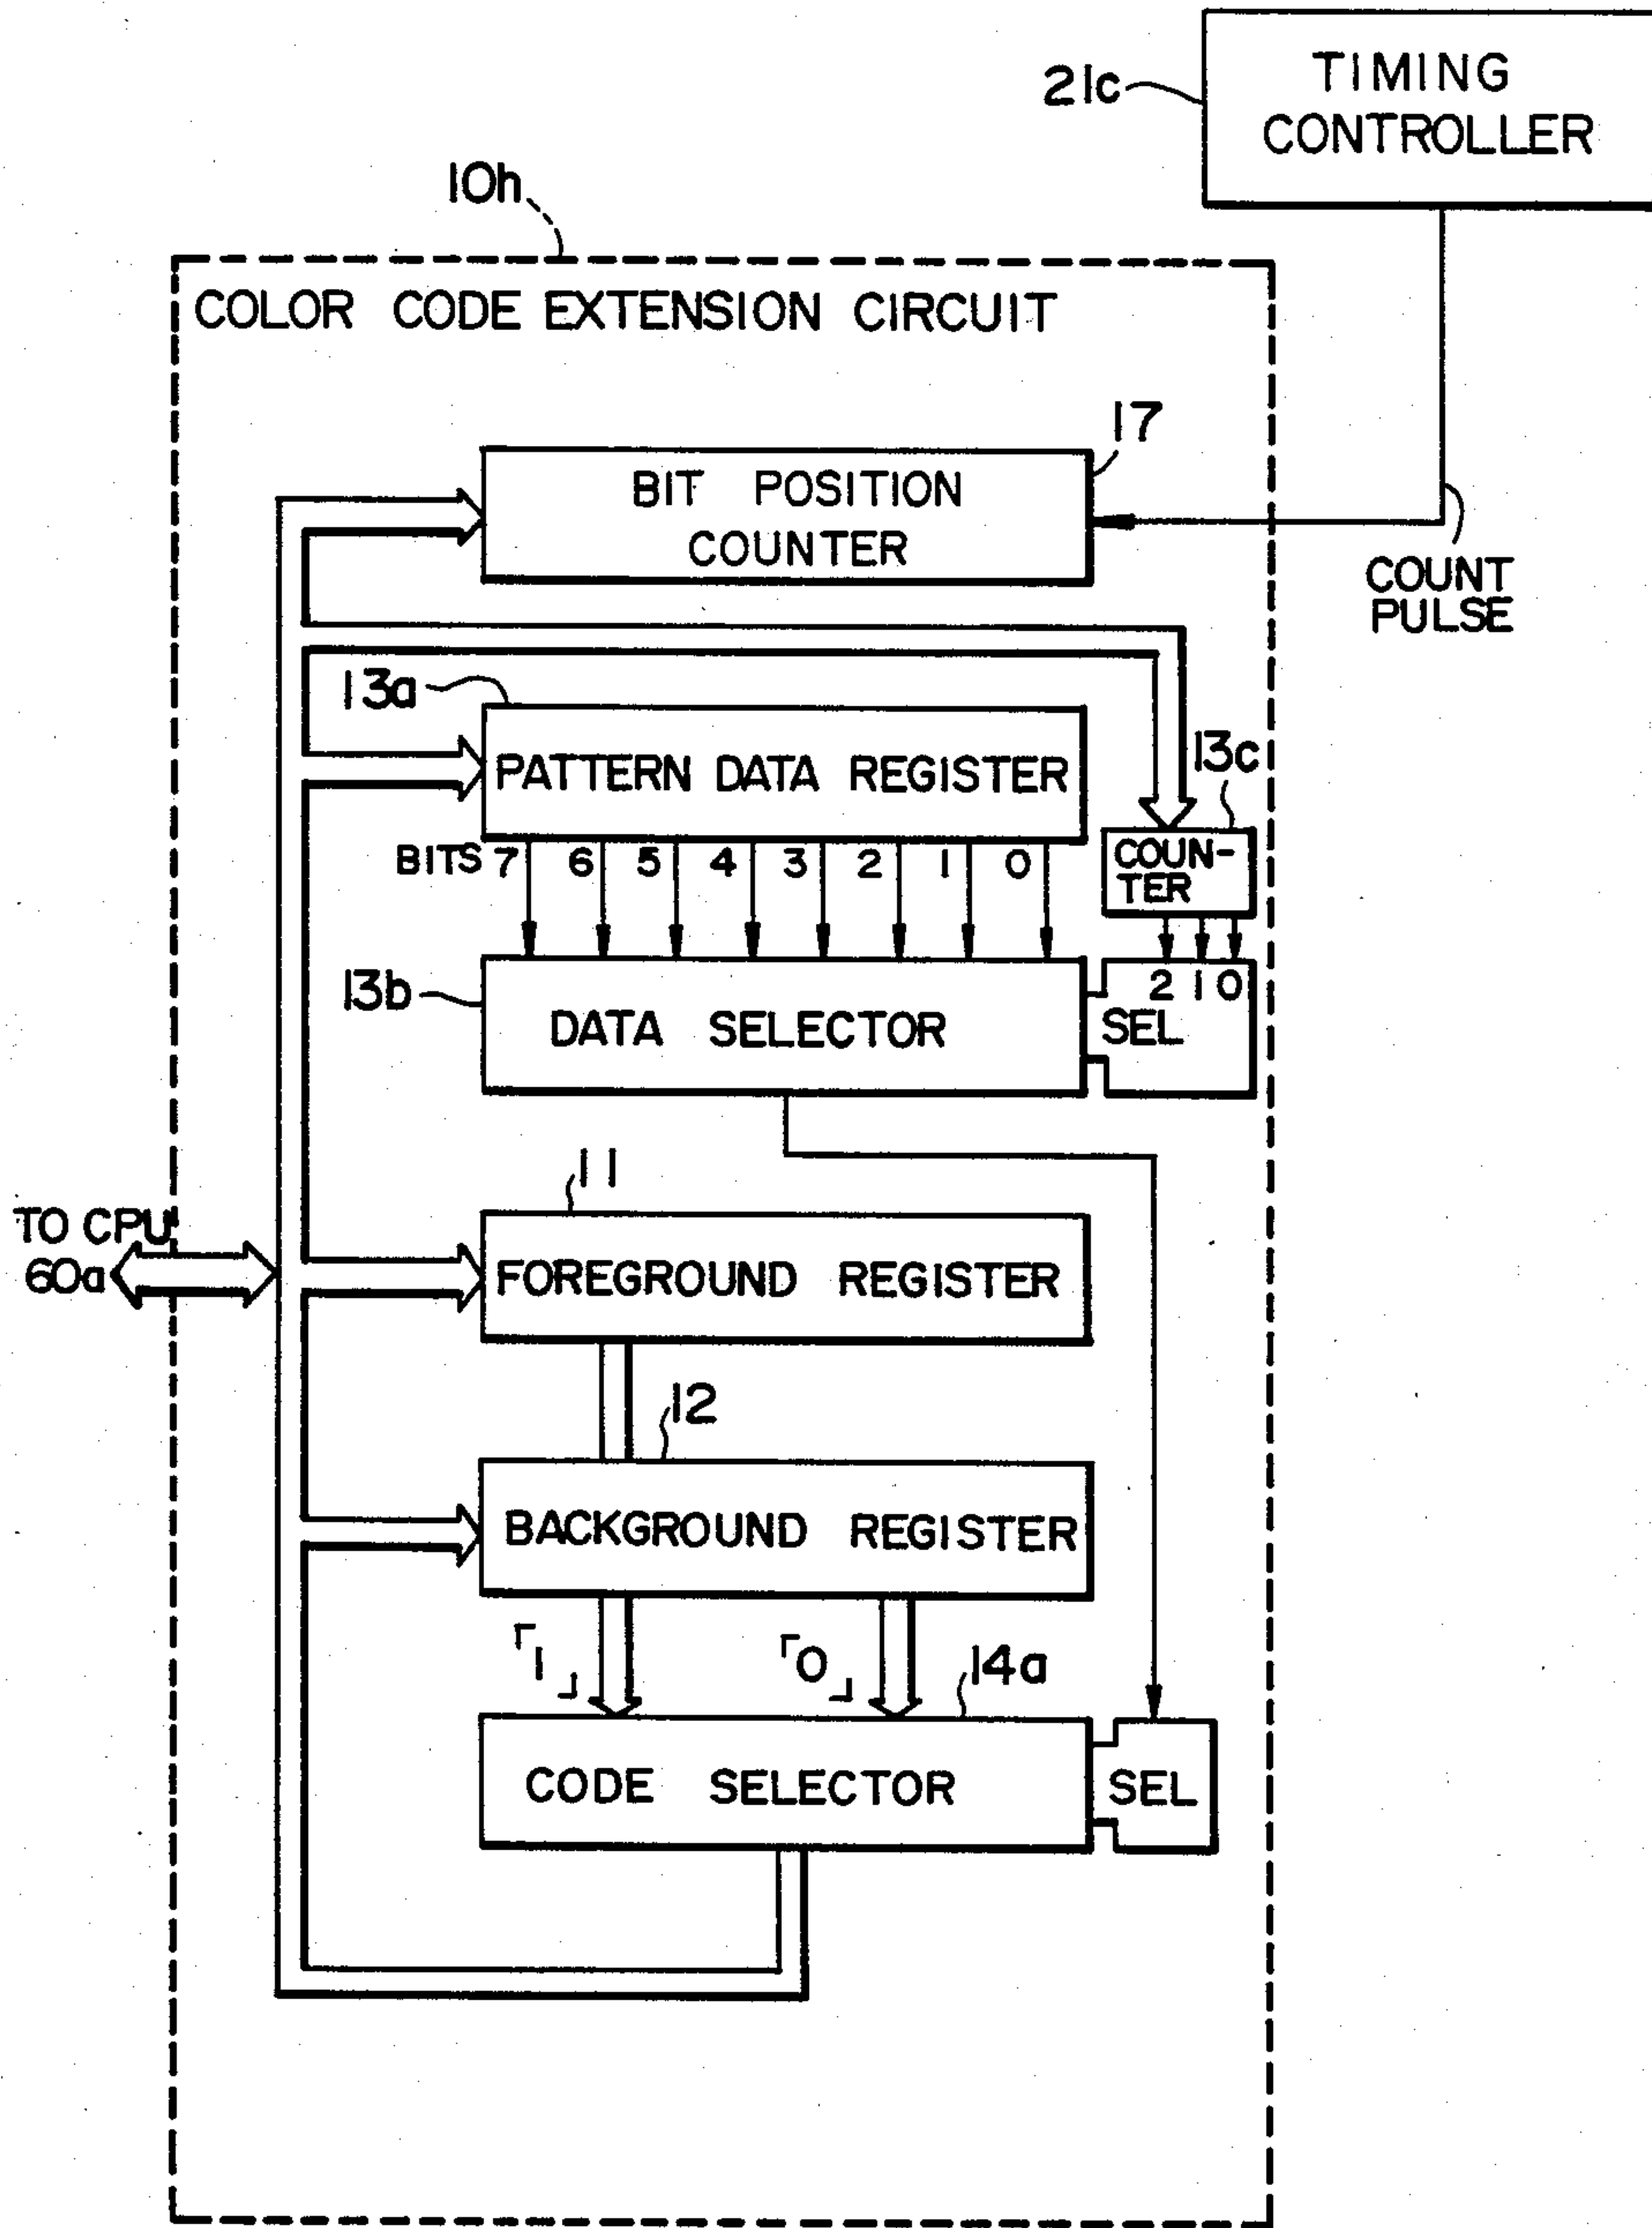 TIMING
CONTROLLER
21c
10h
COLOR CODE EXTENSION CIRCUIT
17
BIT POSITION
COUNTER
COUNT
PULSE
13a
PATTERN DATA REGISTER
13c
BITS 7 6 5 4 3 2 1 0
COUN-
TER
13b
DATA SELECTOR
2 1 0
SEL
11
TO CPU
60a
FOREGROUND REGISTER
12
BACKGROUND REGISTER
「1」
「0」
14a
CODE SELECTOR
SEL